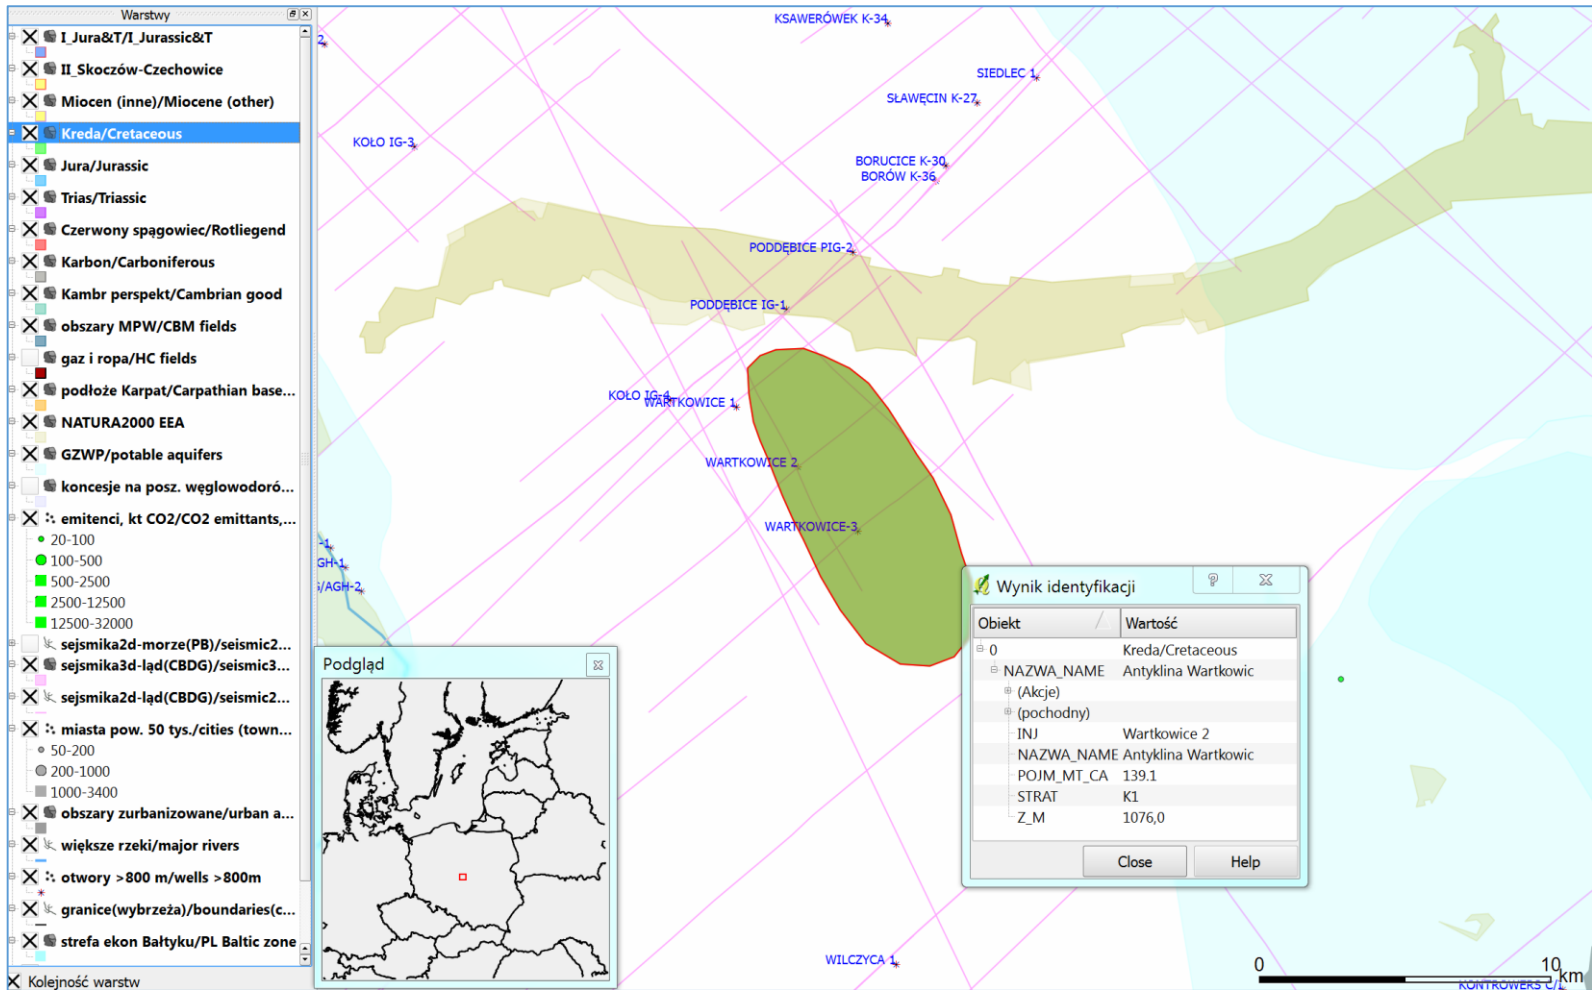 Warstwy
I_Jura&T/I_Jurassic&T
II_Skoczów-Czechowice
Miocen (inne)/Miocene (other)
Kreda/Cretaceous
Jura/Jurassic
Trias/Triassic
Czerwony spągowiec/Rotliegend
Karbon/Carboniferous
Kambr perspekt/Cambrian good
obszary MPW/CBM fields
gaz i ropa/HC fields
podłoże Karpat/Carpathian base...
NATURA2000 EEA
GZWP/potable aquifers
koncesje na posz. węglowodoró...
emitenci, kt CO2/CO2 emittants,...
20-100
100-500
500-2500
2500-12500
12500-32000
sejsmika2d-morze(PB)/seismic2...
sejsmika3d-ląd(CBDG)/seismic3...
sejsmika2d-ląd(CBDG)/seismic2...
miasta pow. 50 tys./cities (town...
50-200
200-1000
1000-3400
obszary zurbanizowane/urban a...
większe rzeki/major rivers
otwory >800 m/wells >800m
granice(wybrzeża)/boundaries(c...
strefa ekon Bałtyku/PL Baltic zone
Kolejność warstw
KSAWERÓWEK K-34
2
SIEDLEC 1
SŁAWĘCIN K-27
KOŁO IG-3
BORUCICE K-30
BORÓW K-36
PODDĘBICE PIG-2
PODDĘBICE IG-1
KOŁO IG-4
WARTKOWICE 1
WARTKOWICE 2
WARTKOWICE-3
-1
GH-1
/AGH-2
WILCZYCA 1
KONTROWERS C/1
Podgląd
Wynik identyfikacji
Obiekt Wartość
0 Kreda/Cretaceous
NAZWA_NAME Antyklina Wartkowic
(Akcje)
(pochodny)
INJ Wartkowice 2
NAZWA_NAME Antyklina Wartkowic
POJM_MT_CA 139.1
STRAT K1
Z_M 1076,0
Close Help
0 10 km